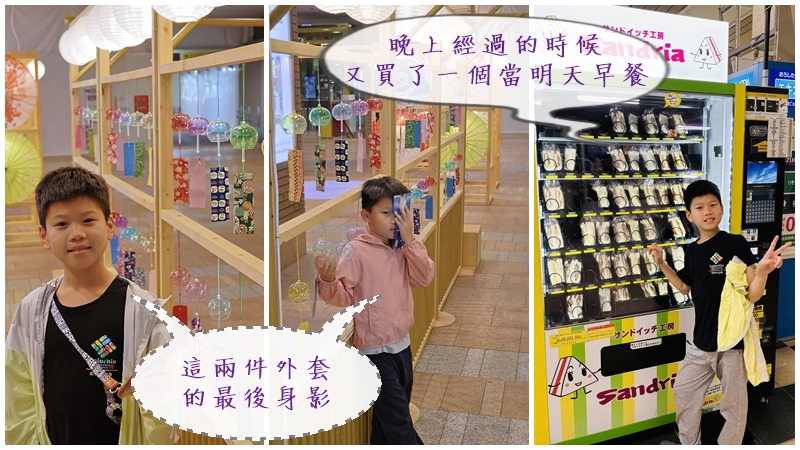 晚上經過的時候
又買了一個當明天早餐
這兩件外套
的最後身影
サンドイッチ工房
Sandria
サンドイッチ工房
Sandria